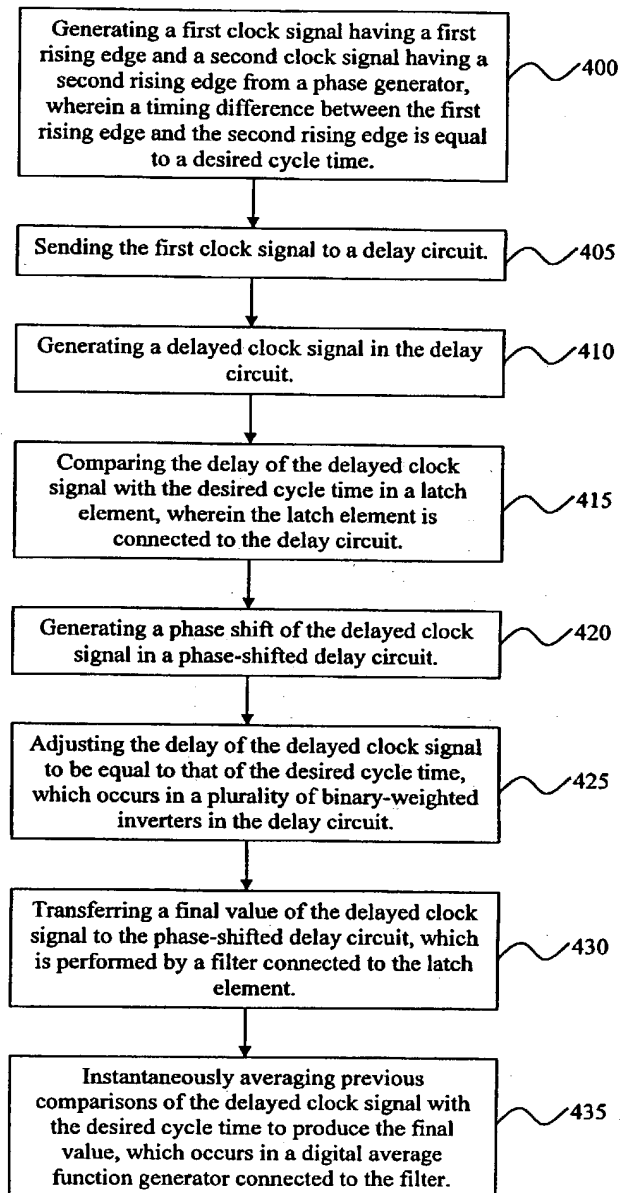 Generating a first clock signal having a first
rising edge and a second clock signal having a
second rising edge from a phase generator,
wherein a timing difference between the first
rising edge and the second rising edge is equal
to a desired cycle time.
400
Sending the first clock signal to a delay circuit.
405
Generating a delayed clock signal in the delay
circuit.
410
Comparing the delay of the delayed clock
signal with the desired cycle time in a latch
element, wherein the latch element is
connected to the delay circuit.
415
Generating a phase shift of the delayed clock
signal in a phase-shifted delay circuit.
420
Adjusting the delay of the delayed clock signal
to be equal to that of the desired cycle time,
which occurs in a plurality of binary-weighted
inverters in the delay circuit.
425
Transferring a final value of the delayed clock
signal to the phase-shifted delay circuit, which
is performed by a filter connected to the latch
element.
430
Instantaneously averaging previous
comparisons of the delayed clock signal with
the desired cycle time to produce the final
value, which occurs in a digital average
function generator connected to the filter.
435